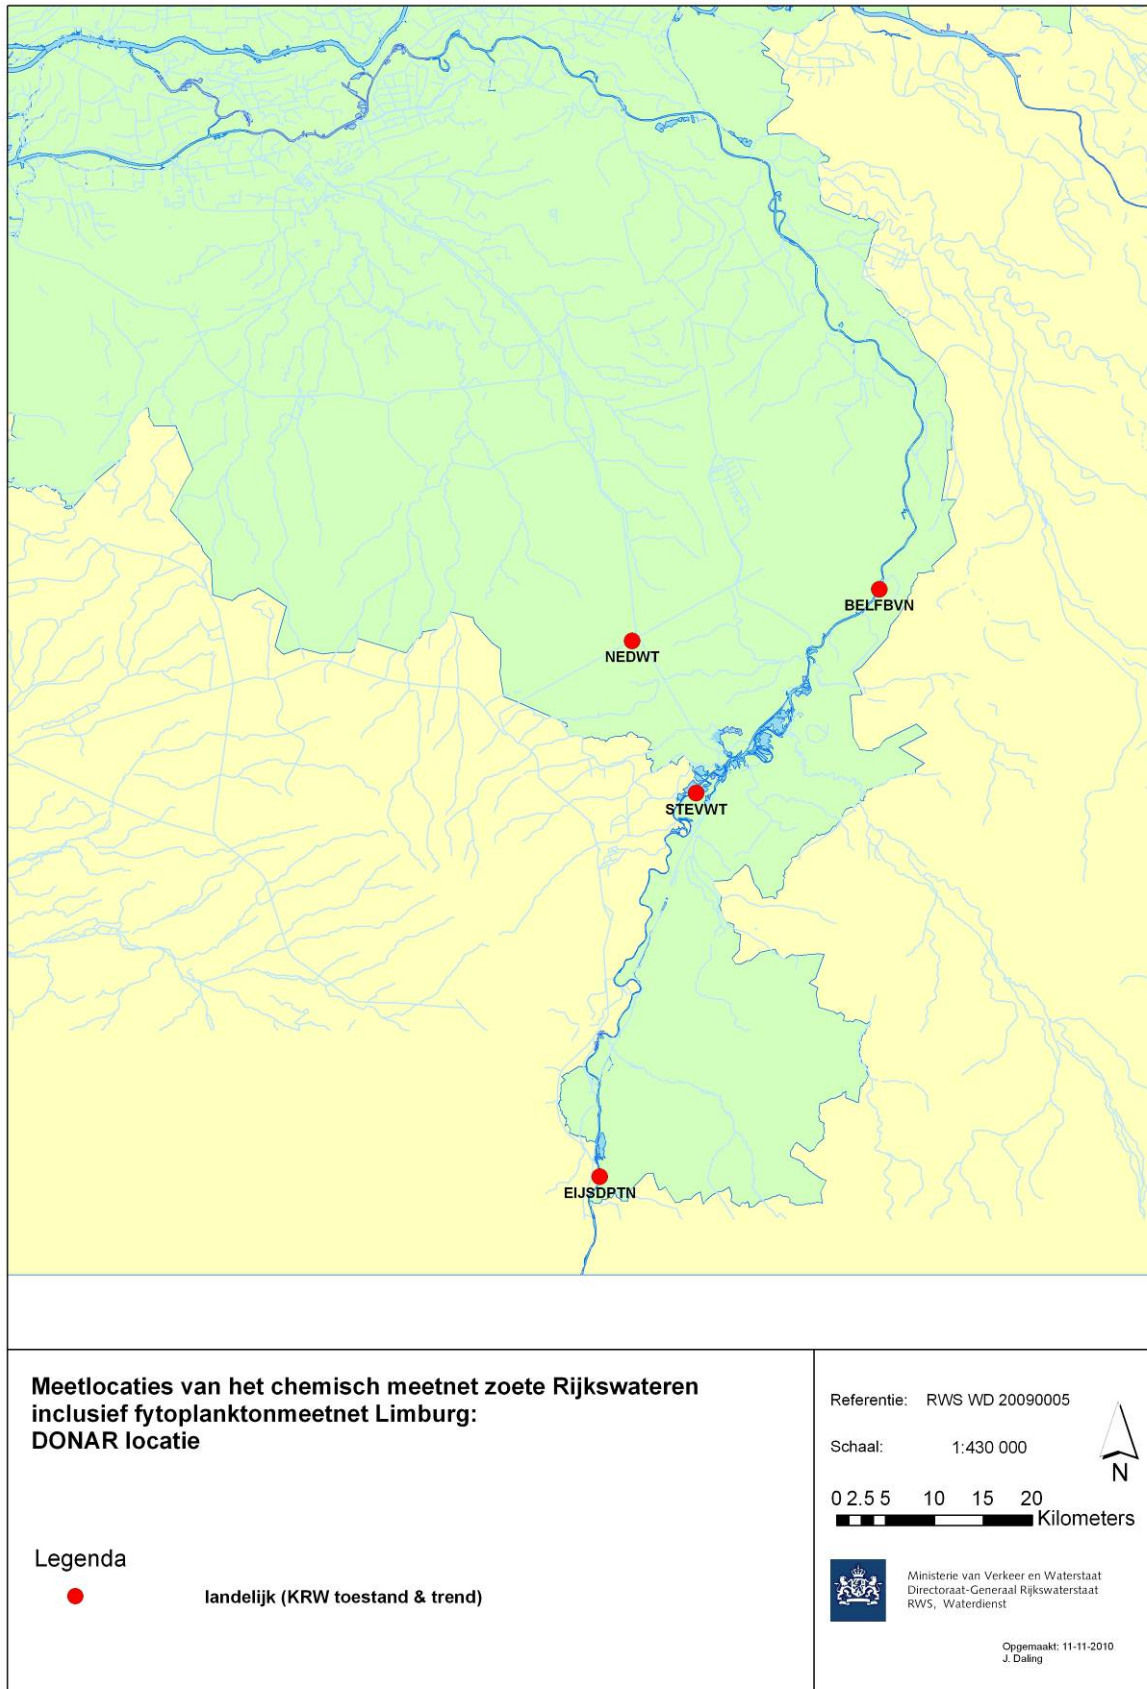 BELFBVN
NEDWT
STEVWT
EIJSDPTN
Meetlocaties van het chemisch meetnet zoete Rijkswateren
inclusief fytoplanktonmeetnet Limburg:
DONAR locatie
Legenda
landelijk (KRW toestand & trend)
Referentie: RWS WD 20090005
Schaal: 1:430 000
N
0 2.5 5 10 15 20
Kilometers
Ministerie van Verkeer en Waterstaat
Directoraat-Generaal Rijkswaterstaat
RWS, Waterdienst
Opgemaakt: 11-11-2010
J. Daling